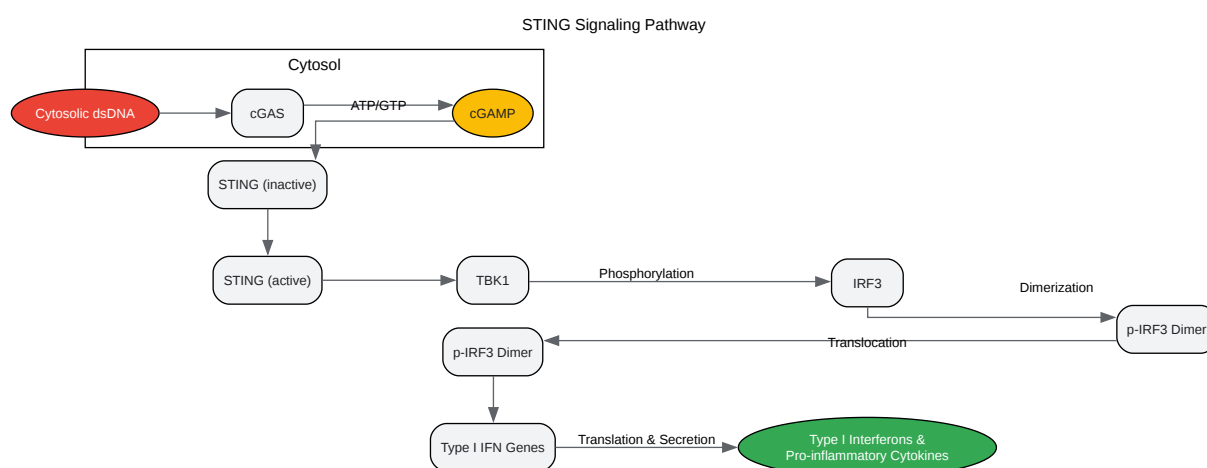 STING Signaling Pathway
Cytosol
Cytosolic dsDNA
cGAS
ATP/GTP
cGAMP
STING (inactive)
STING (active)
TBK1
Phosphorylation
IRF3
Dimerization
p-IRF3 Dimer
Translocation
p-IRF3 Dimer
Type I IFN Genes
Translation & Secretion
Type I Interferons &
Pro-inflammatory Cytokines